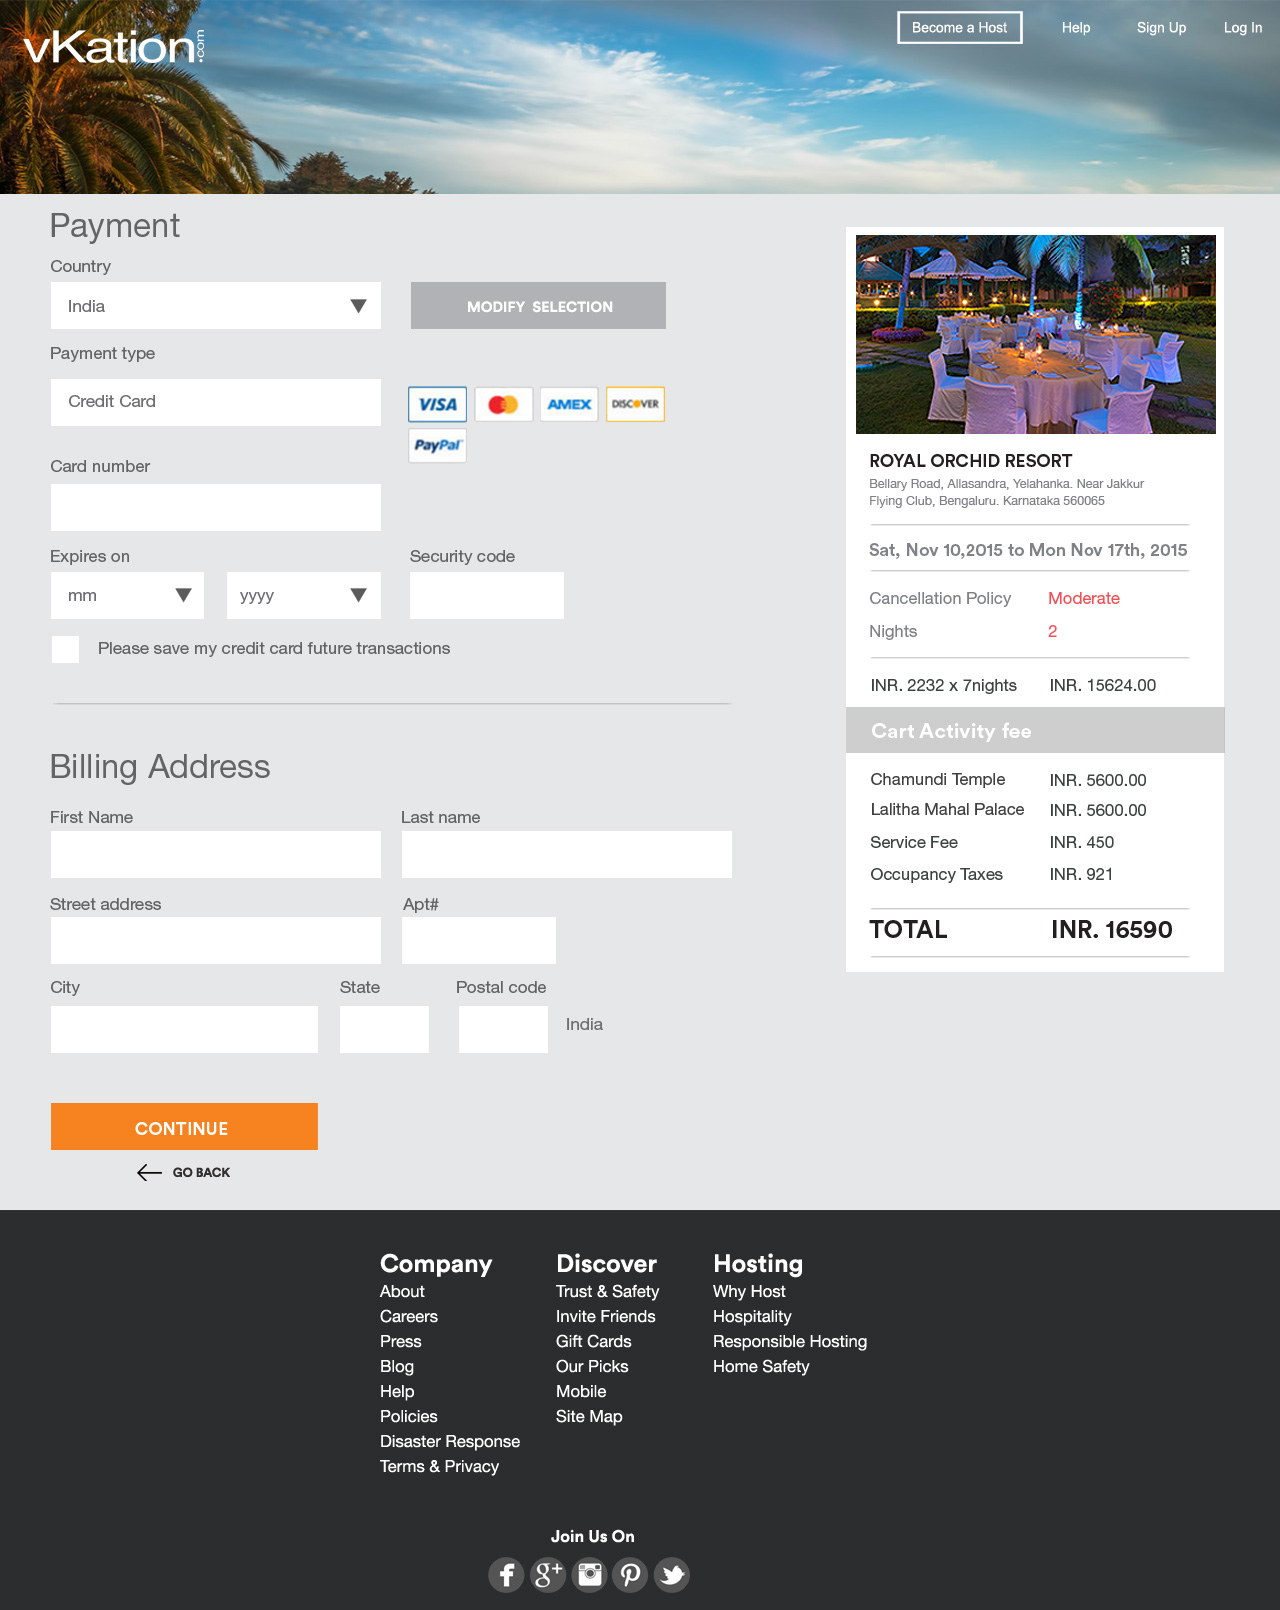 vKation.com
Become a Host
Help
Sign Up
Log In
Payment
Country
India
MODIFY SELECTION
Payment type
Credit Card
VISA
AMEX
DISCOVER
PayPal
Card number
Expires on
Security code
mm
yyyy
Please save my credit card future transactions
Billing Address
First Name
Last name
Street address
Apt#
City
State
Postal code
India
CONTINUE
GO BACK
ROYAL ORCHID RESORT
Bellary Road, Allasandra, Yelahanka. Near Jakkur
Flying Club, Bengaluru. Karnataka 560065
Sat, Nov 10,2015 to Mon Nov 17th, 2015
Cancellation Policy Moderate
Nights 2
INR. 2232 x 7nights INR. 15624.00
Cart Activity fee
Chamundi Temple INR. 5600.00
Lalitha Mahal Palace INR. 5600.00
Service Fee INR. 450
Occupancy Taxes INR. 921
TOTAL INR. 16590
Company
About
Careers
Press
Blog
Help
Policies
Disaster Response
Terms & Privacy
Discover
Trust & Safety
Invite Friends
Gift Cards
Our Picks
Mobile
Site Map
Hosting
Why Host
Hospitality
Responsible Hosting
Home Safety
Join Us On
f
g+